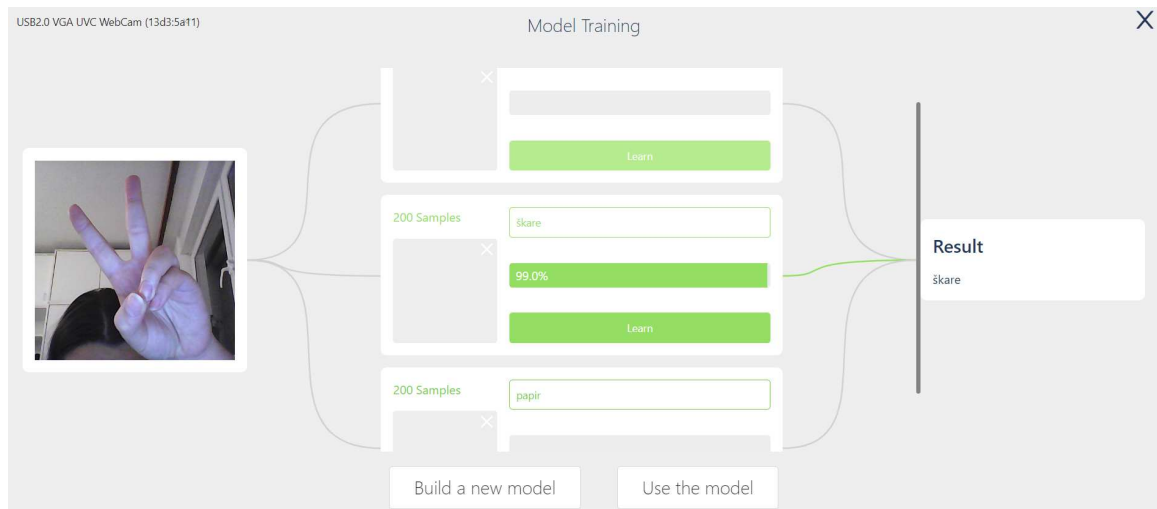 USB2.0 VGA UVC WebCam (13d3:5a11)
Model Training
X
Learn
200 Samples
škare
99.0%
Learn
200 Samples
papir
Result
škare
Build a new model
Use the model